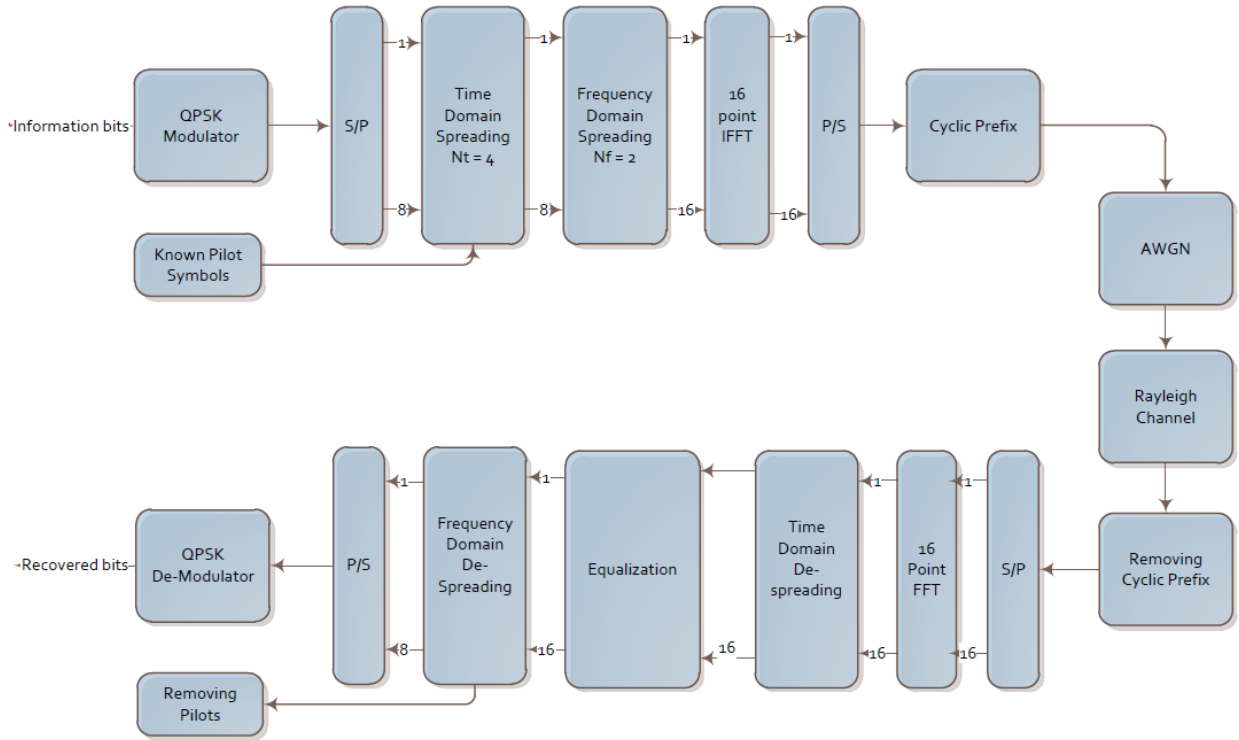 Information bits
QPSK
Modulator
S/P
1
8
Time
Domain
Spreading
Nt = 4
1
8
Frequency
Domain
Spreading
Nf = 2
1
16
16
point
IFFT
1
16
P/S
Cyclic Prefix
Known Pilot
Symbols
AWGN
Rayleigh
Channel
Removing
Cyclic Prefix
S/P
1
16
16
Point
FFT
1
16
Time
Domain
De-
spreading
16
Equalization
1
16
Frequency
Domain
De-
Spreading
1
8
P/S
QPSK
De-Modulator
Recovered bits
Removing
Pilots